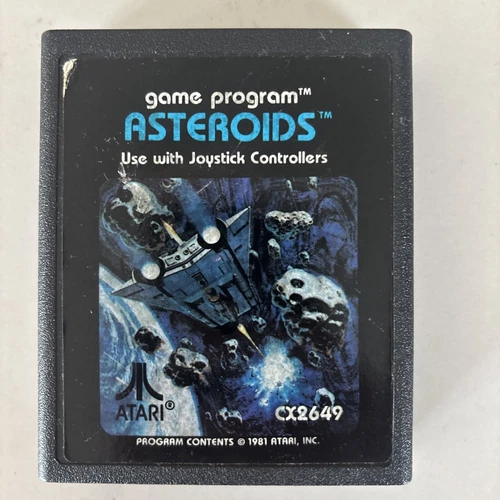 game program™
ASTEROIDS™
Use with Joystick Controllers
ATARI®
CX2649
PROGRAM CONTENTS © 1981 ATARI, INC.